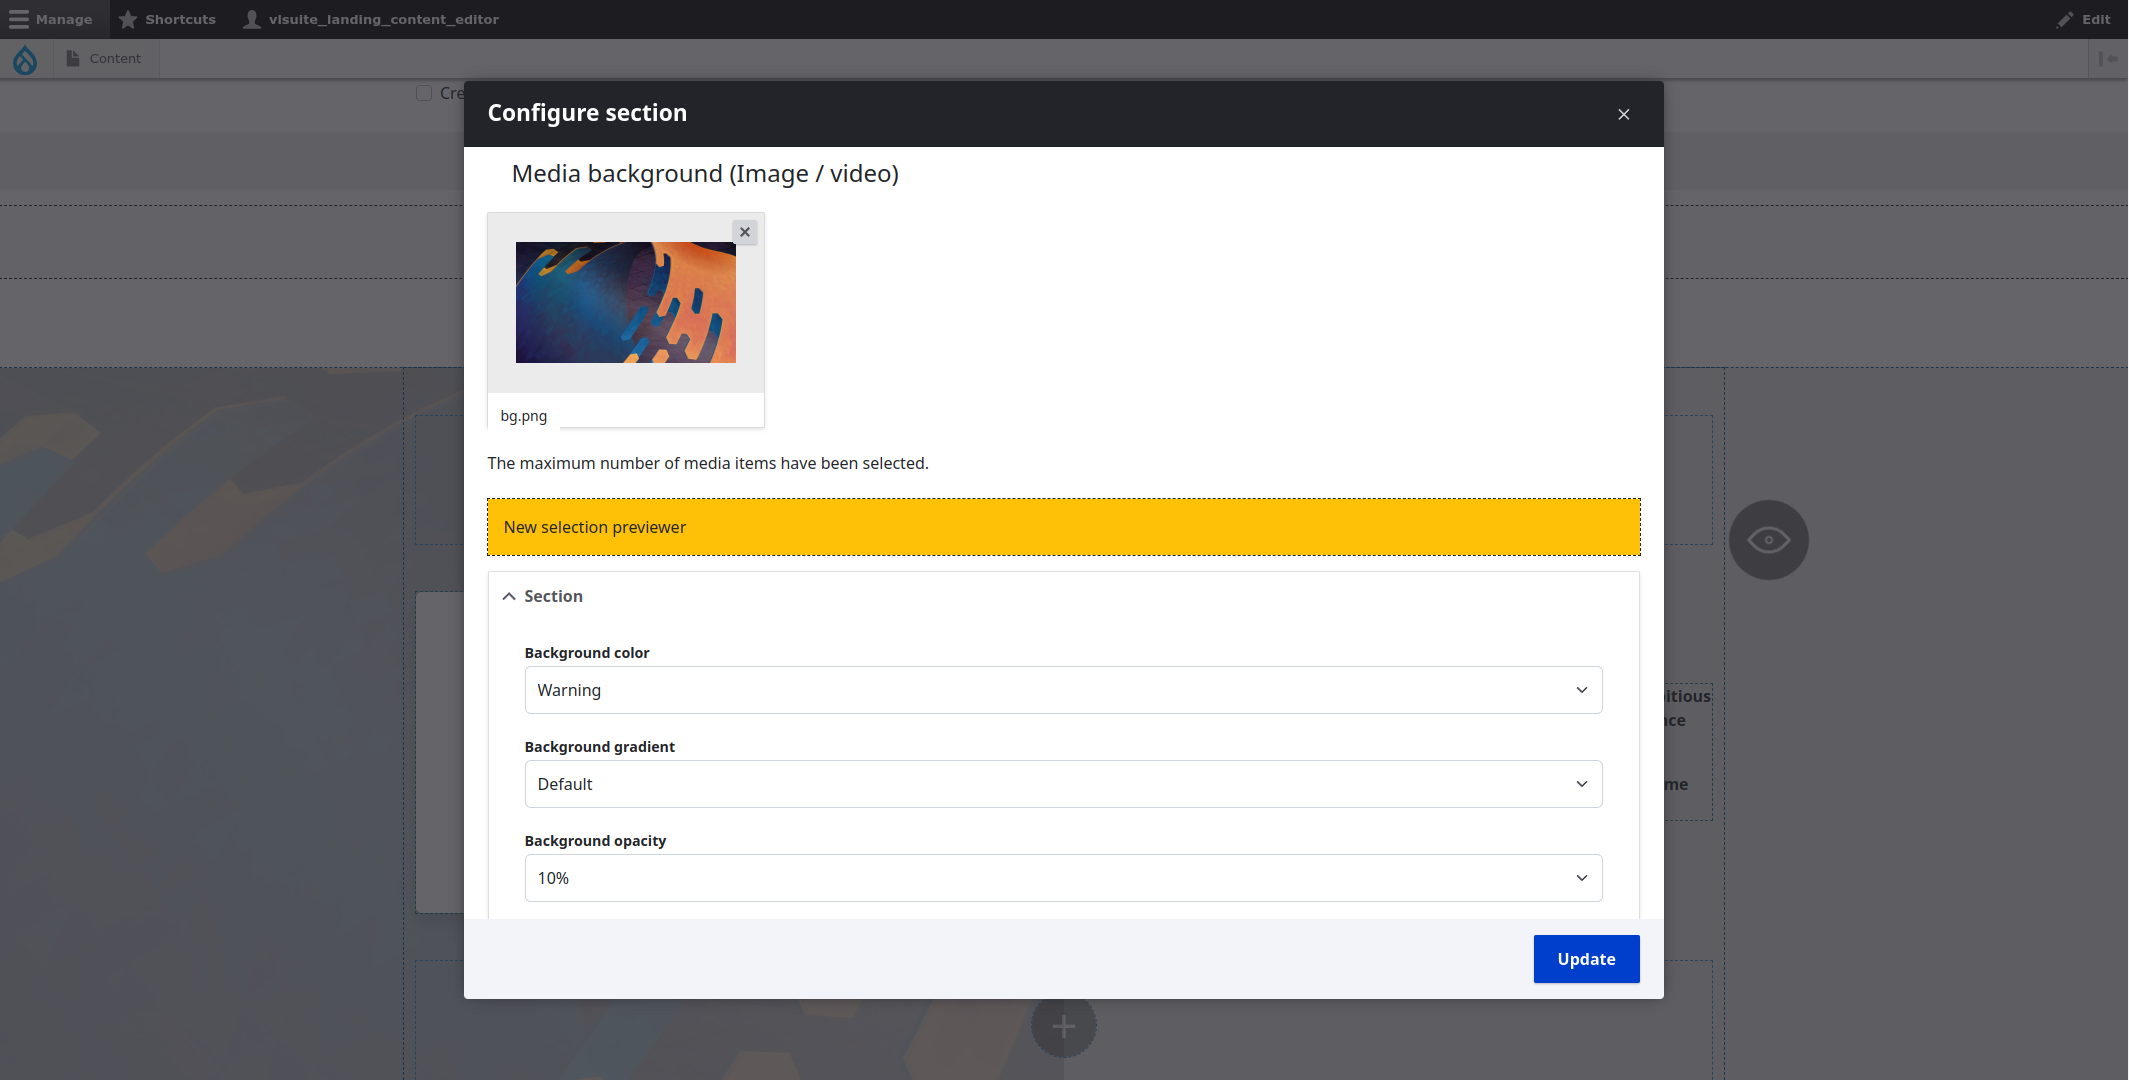 Manage
Shortcuts
vlsuite_landing_content_editor
Edit
Content
Cre
Configure section
Media background (Image / video)
bg.png
The maximum number of media items have been selected.
New selection previewer
Section
Background color
Warning
Background gradient
Default
Background opacity
10%
Update
itious
nce
me